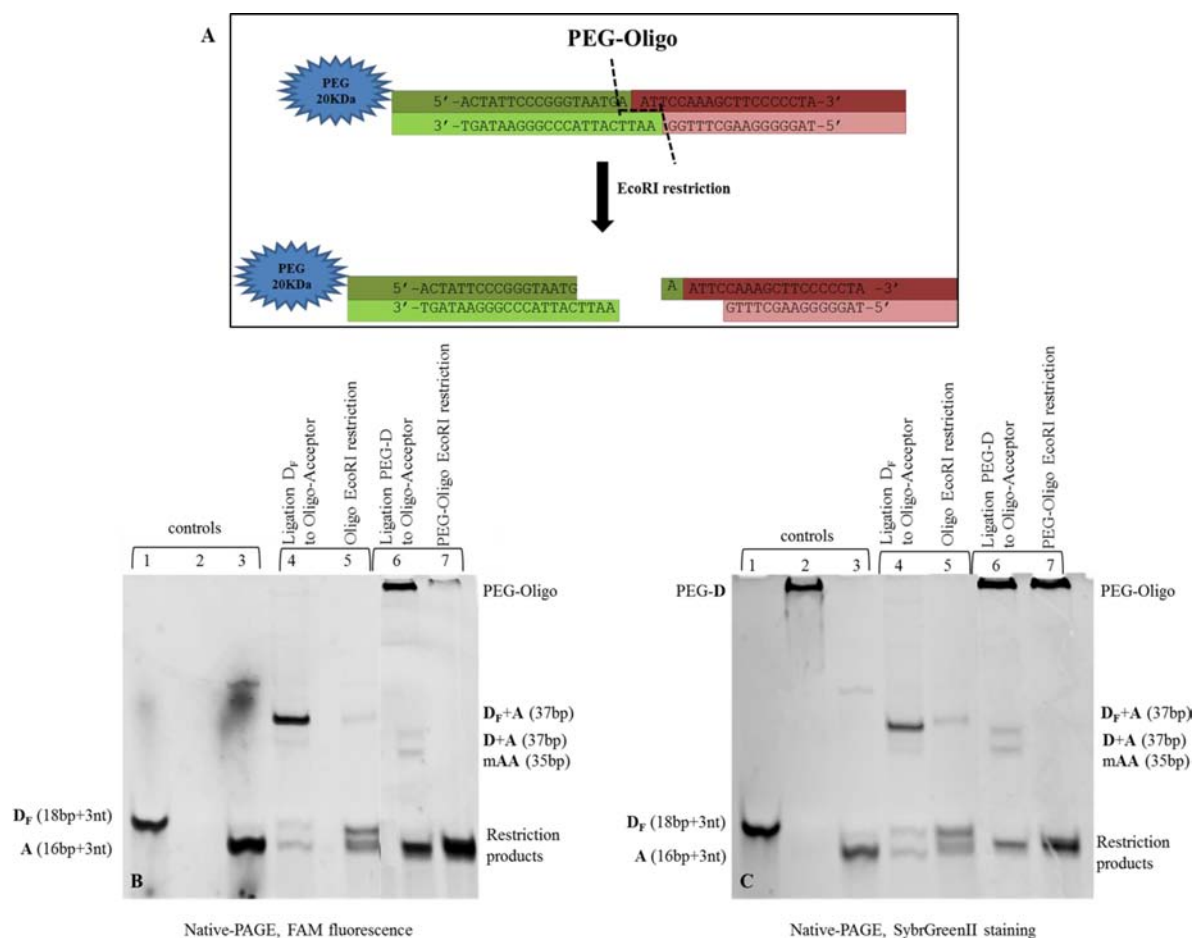 A
PEG-Oligo
PEG
20KDa
5’-ACTATTCCCGGGTAATGA ATTCCAAAGCTTCCCCCTA-3’
3’-TGATAAGGGCCCATTACTTAA GGTTTCGAAGGGGGAT-5’
EcoRI restriction
PEG
20KDa
5’-ACTATTCCCGGGTAATG
A ATTCCAAAGCTTCCCCCTA -3’
3’-TGATAAGGGCCCATTACTTAA
GTTTCGAAGGGGGAT-5’
controls
Ligation DF
to Oligo-Acceptor
Oligo EcoRI restriction
Ligation PEG-D
to Oligo-Acceptor
PEG-Oligo EcoRI restriction
1 2 3 4 5 6 7
PEG-Oligo
DF+A (37bp)
D+A (37bp)
mAA (35bp)
DF (18bp+3nt)
A (16bp+3nt)
Restriction
products
B
Native-PAGE, FAM fluorescence
controls
Ligation DF
to Oligo-Acceptor
Oligo EcoRI restriction
Ligation PEG-D
to Oligo-Acceptor
PEG-Oligo EcoRI restriction
1 2 3 4 5 6 7
PEG-D
PEG-Oligo
DF+A (37bp)
D+A (37bp)
mAA (35bp)
DF (18bp+3nt)
A (16bp+3nt)
Restriction
products
C
Native-PAGE, SybrGreenII staining